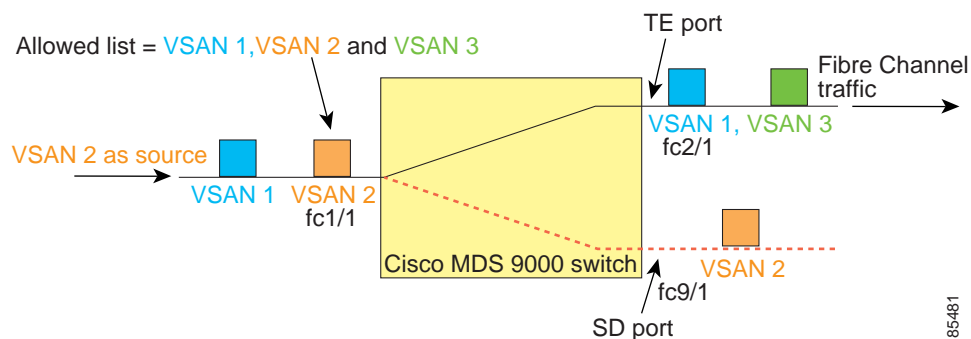 Allowed list = VSAN 1,VSAN 2 and VSAN 3
TE port
Fibre Channel
traffic
VSAN 1, VSAN 3
fc2/1
VSAN 2 as source
VSAN 1
VSAN 2
fc1/1
Cisco MDS 9000 switch
VSAN 2
fc9/1
SD port
85481